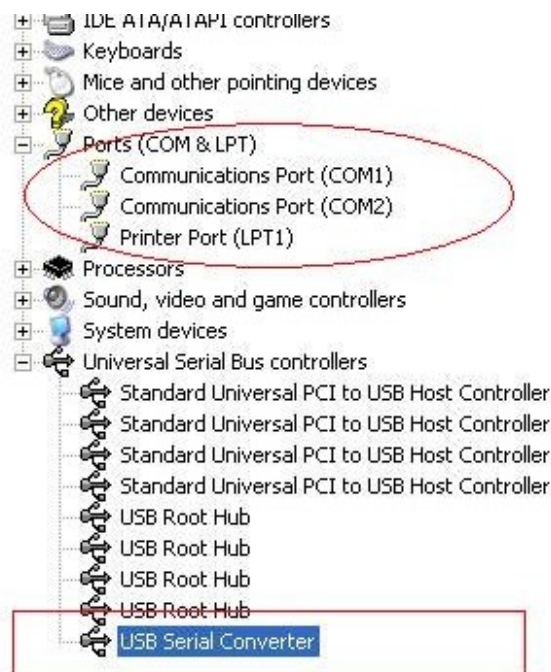 IDE ATA/ATAPI controllers
Keyboards
Mice and other pointing devices
Other devices
Ports (COM & LPT)
Communications Port (COM1)
Communications Port (COM2)
Printer Port (LPT1)
Processors
Sound, video and game controllers
System devices
Universal Serial Bus controllers
Standard Universal PCI to USB Host Controller
Standard Universal PCI to USB Host Controller
Standard Universal PCI to USB Host Controller
Standard Universal PCI to USB Host Controller
USB Root Hub
USB Root Hub
USB Root Hub
USB Root Hub
USB Serial Converter